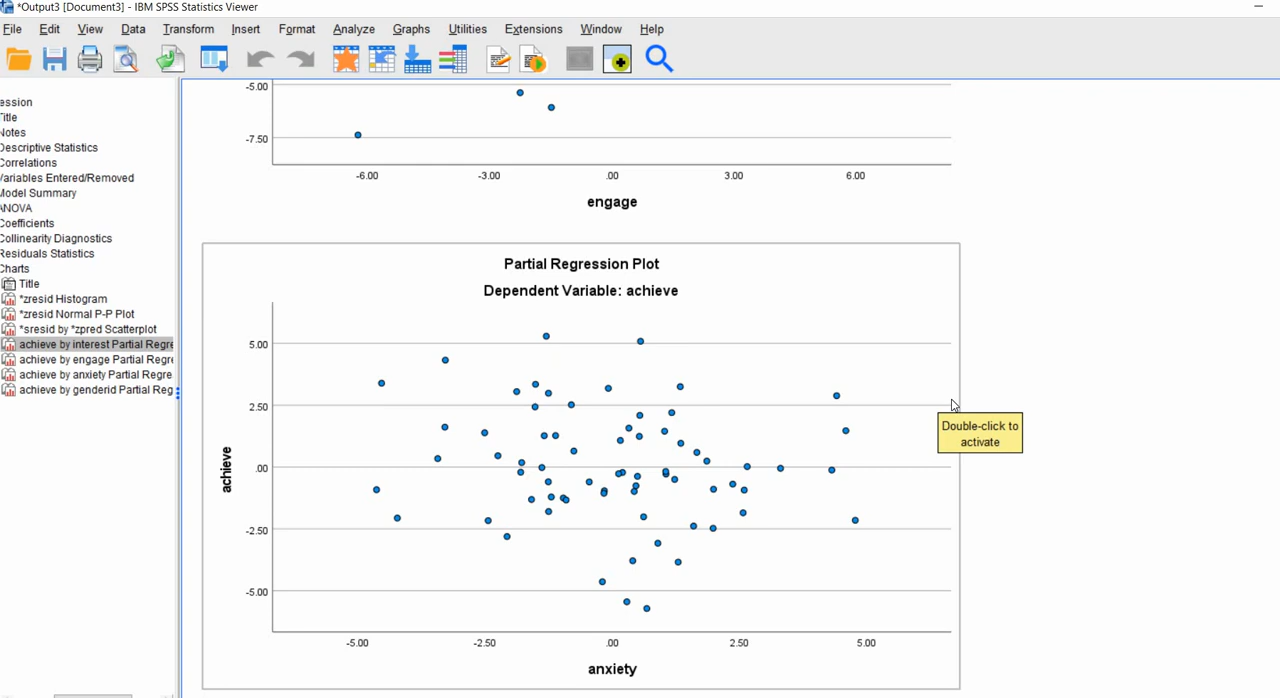 *Output3 [Document3] - IBM SPSS Statistics Viewer
File Edit View Data Transform Insert Format Analyze Graphs Utilities Extensions Window Help
ession
Title
Notes
Descriptive Statistics
Correlations
Variables Entered/Removed
Model Summary
ANOVA
Coefficients
Collinearity Diagnostics
Residuals Statistics
Charts
Title
*zresid Histogram
*zresid Normal P-P Plot
*sresid by *zpred Scatterplot
achieve by interest Partial Regre
achieve by engage Partial Regre
achieve by anxiety Partial Regre
achieve by genderid Partial Reg
-5.00
-7.50
-6.00 -3.00 .00 3.00 6.00
engage
Partial Regression Plot
Dependent Variable: achieve
achieve
5.00
2.50
.00
-2.50
-5.00
-5.00 -2.50 .00 2.50 5.00
anxiety
Double-click to
activate